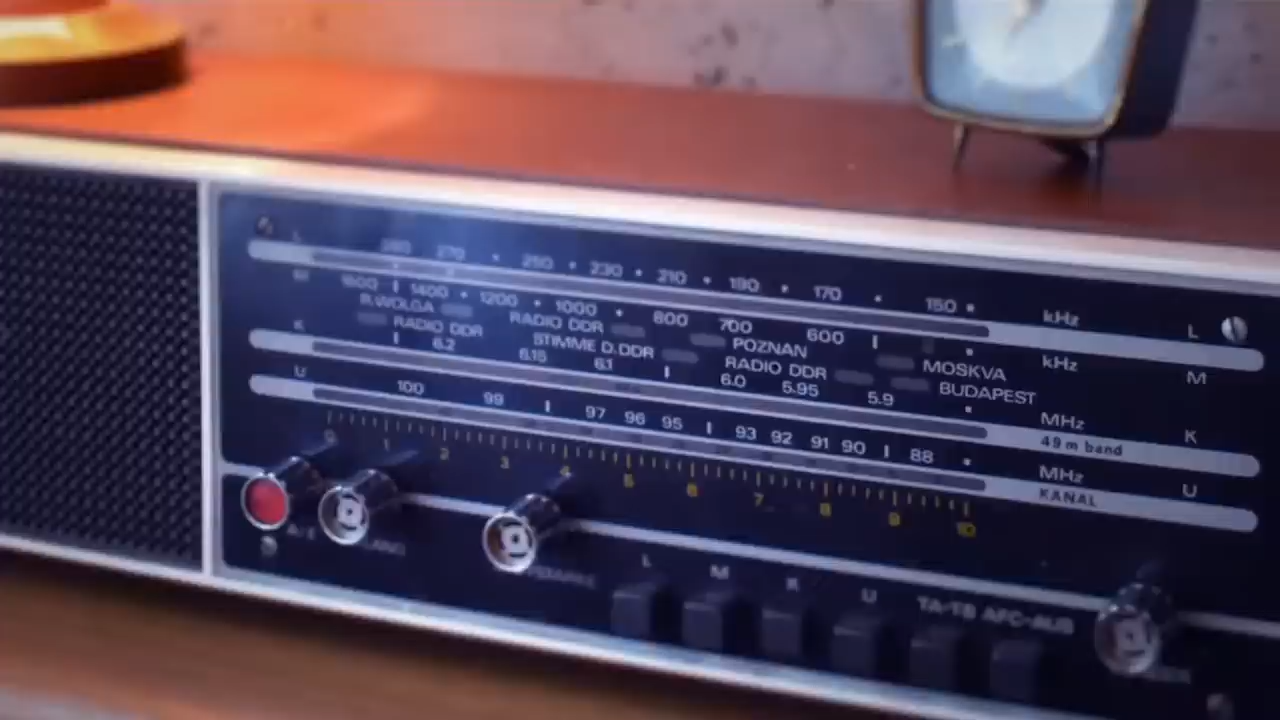 L 280 270 250 230 210 190 170 150 kHz L
M 1600 1400 1200 1000 800 700 600 kHz M
R.WOLGA RADIO DDR POZNAN MOSKVA
RADIO DDR STIMME D.DDR RADIO DDR BUDAPEST
K 6.2 6.15 6.1 6.0 5.95 5.9 MHz K
49 m band
U 100 99 97 96 95 93 92 91 90 88 MHz U
KANAL
0 1 2 3 4 5 6 7 8 9 10
L M K U TA-TB AFC-AUS